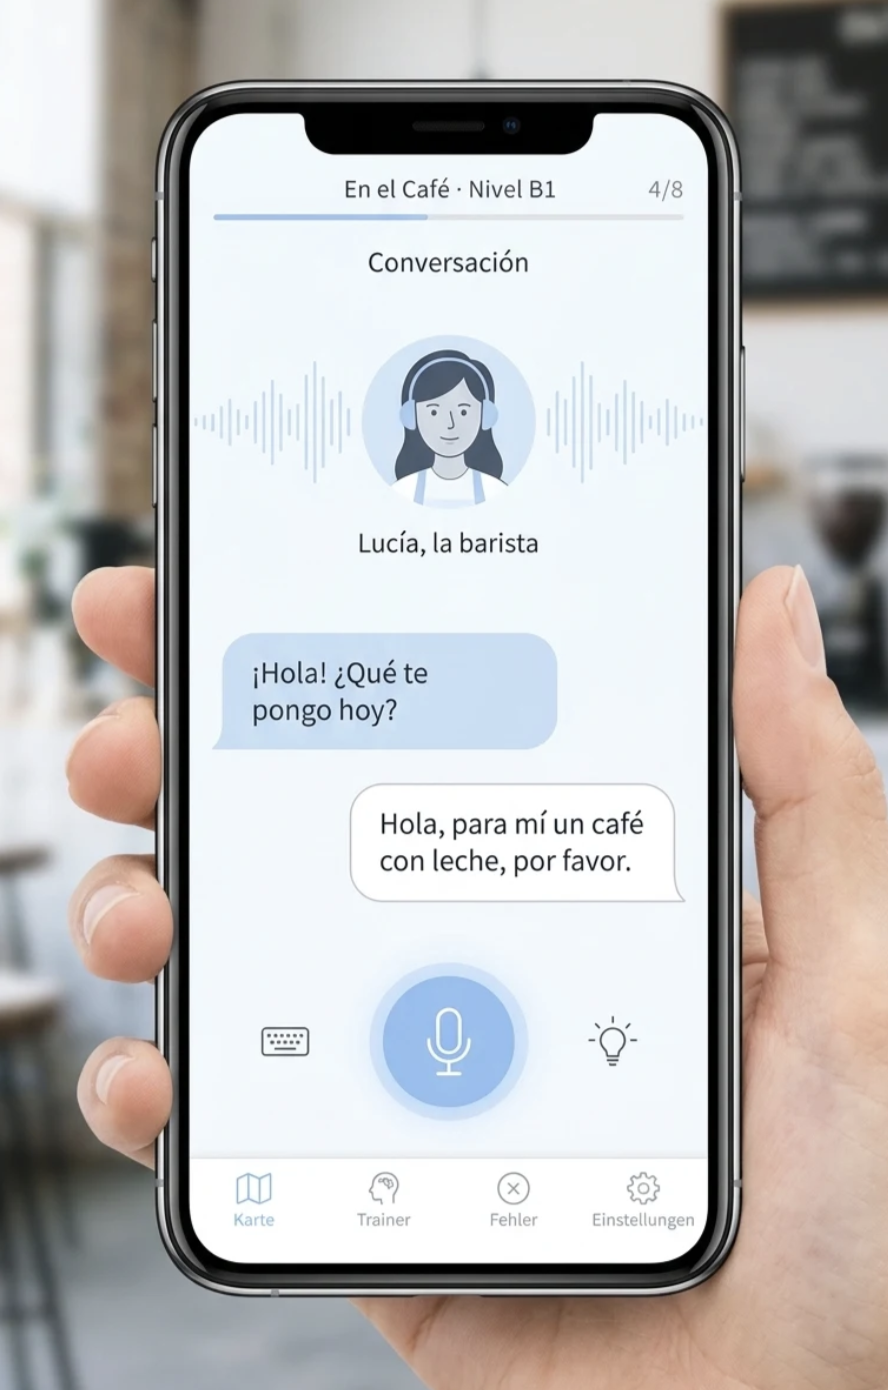 En el Café · Nivel B1
4/8
Conversación
Lucía, la barista
¡Hola! ¿Qué te
pongo hoy?
Hola, para mí un café
con leche, por favor.
Karte
Trainer
Fehler
Einstellungen